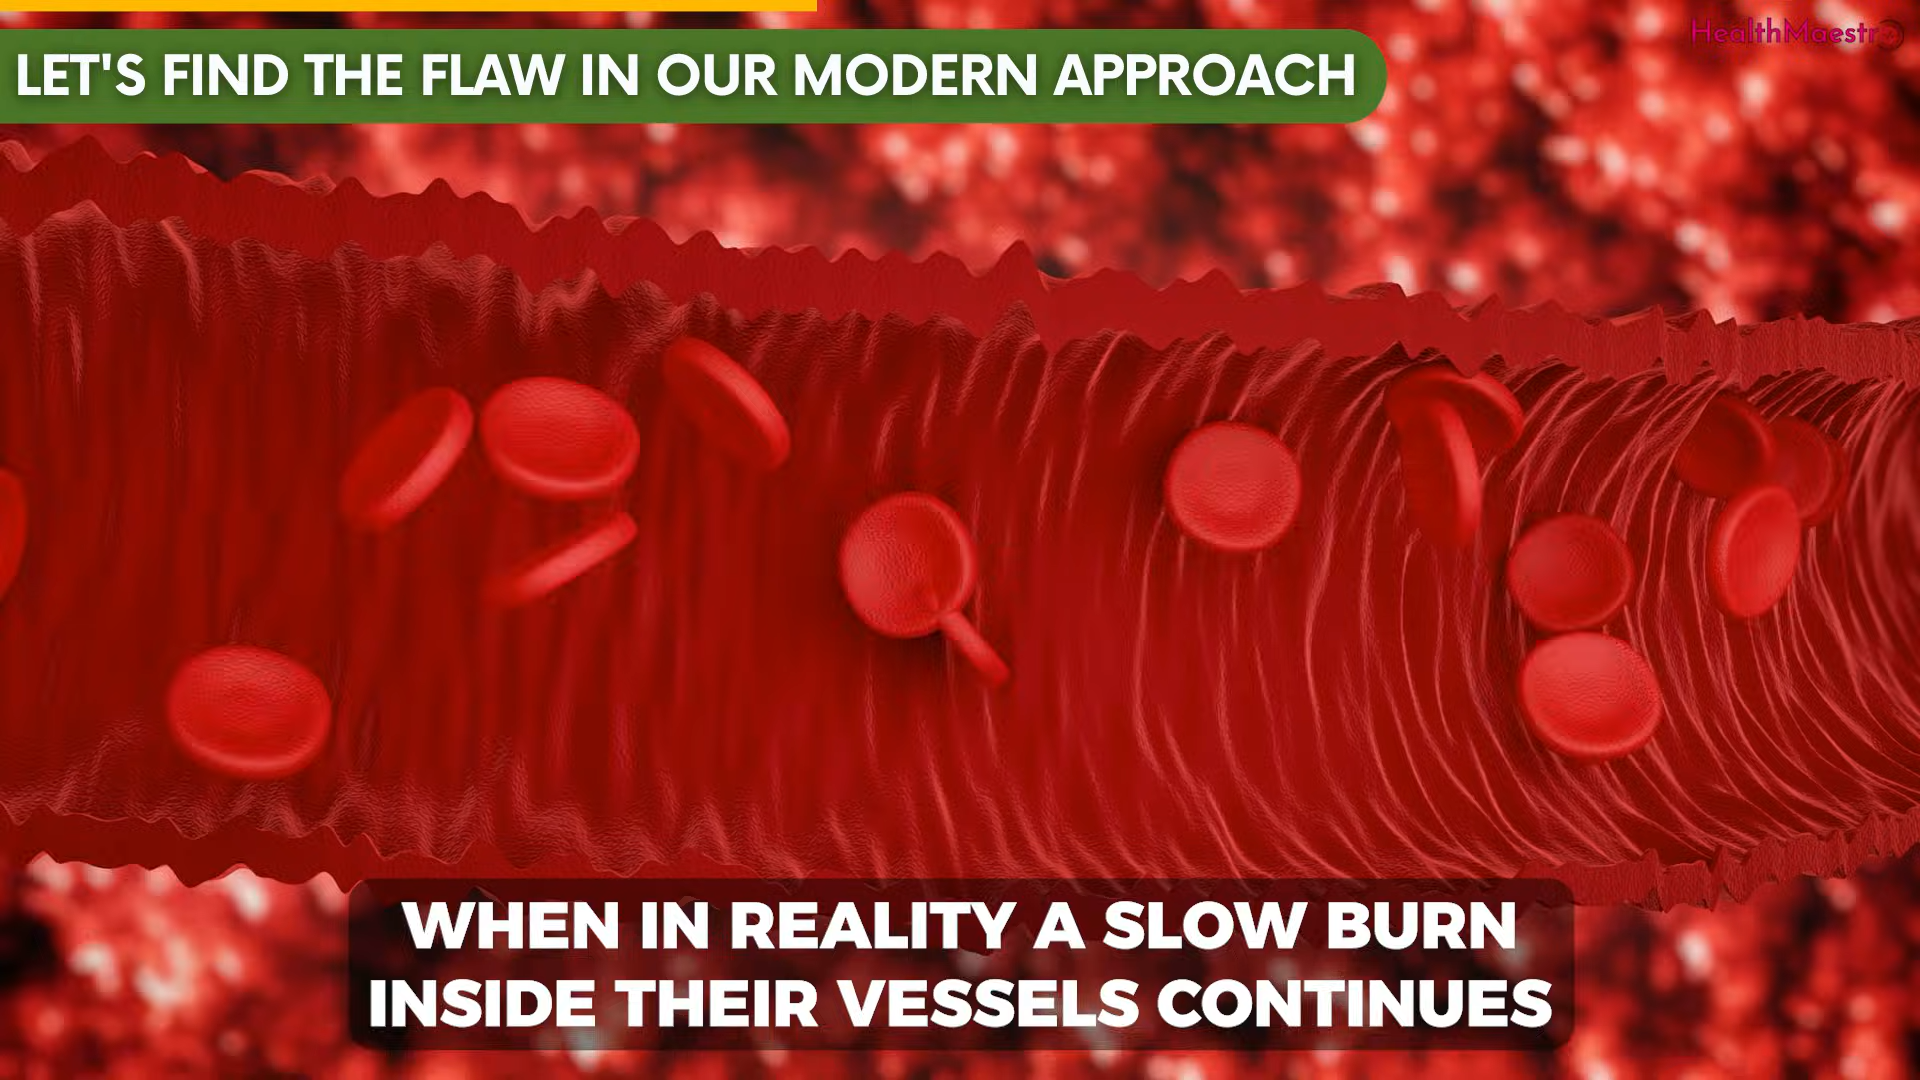 HealthMaestro
LET'S FIND THE FLAW IN OUR MODERN APPROACH
WHEN IN REALITY A SLOW BURN
INSIDE THEIR VESSELS CONTINUES